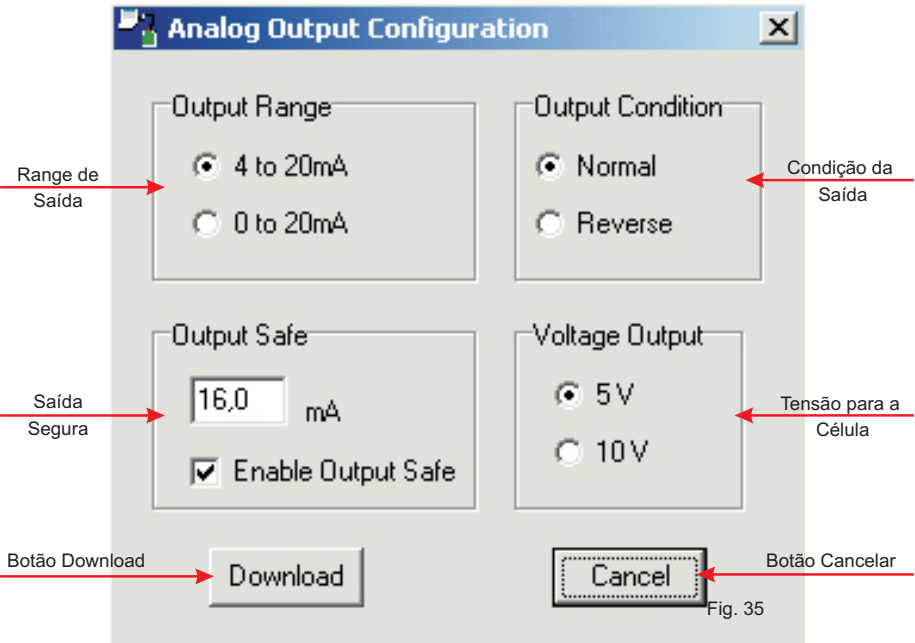 Analog Output Configuration
Output Range
4 to 20mA
0 to 20mA
Output Condition
Normal
Reverse
Range de
Saída
Condição da
Saída
Output Safe
16,0
mA
Enable Output Safe
Voltage Output
5 V
10 V
Saída
Segura
Tensão para a
Célula
Botão Download
Download
Cancel
Botão Cancelar
Fig. 35